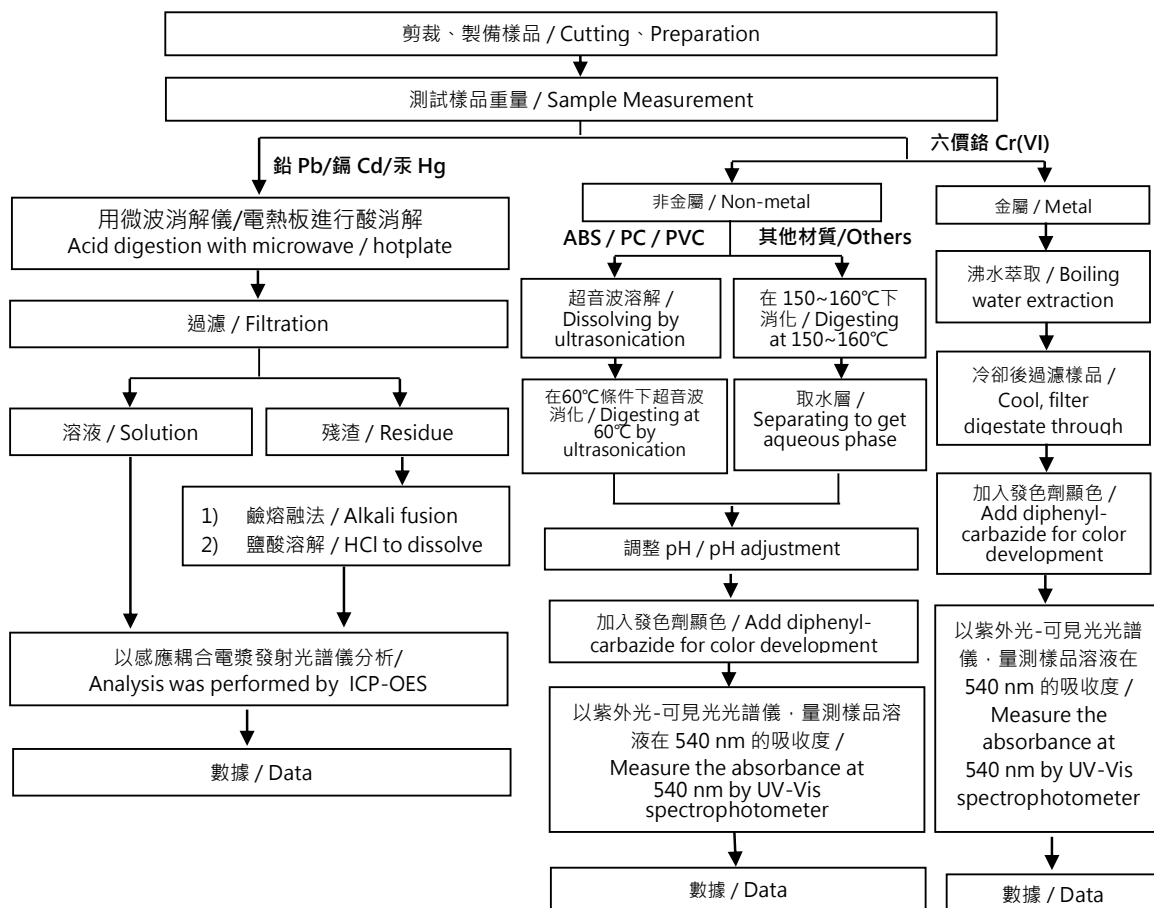 剪裁、製備樣品 / Cutting、Preparation
測試樣品重量 / Sample Measurement
鉛 Pb/鎘 Cd/汞 Hg
六價鉻 Cr(VI)
用微波消解儀/電熱板進行酸消解
Acid digestion with microwave / hotplate
過濾 / Filtration
溶液 / Solution
殘渣 / Residue
1) 鹼熔融法 / Alkali fusion
2) 鹽酸溶解 / HCl to dissolve
以感應耦合電漿發射光譜儀分析/
Analysis was performed by ICP-OES
數據 / Data
非金屬 / Non-metal
ABS / PC / PVC
其他材質/Others
超音波溶解 /
Dissolving by
ultrasonication
在60℃條件下超音波
消化 / Digesting at
60℃ by
ultrasonication
在 150~160℃下
消化 / Digesting
at 150~160℃
取水層 /
Separating to get
aqueous phase
調整 pH / pH adjustment
加入發色劑顯色 / Add diphenyl-
carbazide for color development
以紫外光-可見光光譜儀，量測樣品溶
液在 540 nm 的吸收度 /
Measure the absorbance at
540 nm by UV-Vis
spectrophotometer
數據 / Data
金屬 / Metal
沸水萃取 / Boiling
water extraction
冷卻後過濾樣品 /
Cool, filter
digestate through
加入發色劑顯色 /
Add diphenyl-
carbazide for color
development
以紫外光-可見光光譜
儀，量測樣品溶液在
540 nm 的吸收度 /
Measure the
absorbance at
540 nm by UV-Vis
spectrophotometer
數據 / Data